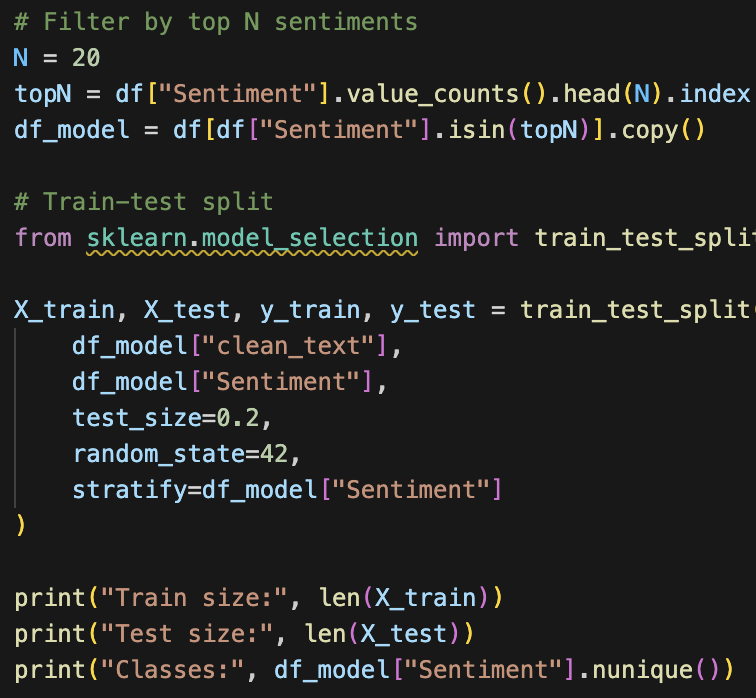 # Filter by top N sentiments
N = 20
topN = df["Sentiment"].value_counts().head(N).index
df_model = df[df["Sentiment"].isin(topN)].copy()
# Train-test split
from sklearn.model_selection import train_test_split
X_train, X_test, y_train, y_test = train_test_split(
    df_model["clean_text"],
    df_model["Sentiment"],
    test_size=0.2,
    random_state=42,
    stratify=df_model["Sentiment"]
)
print("Train size:", len(X_train))
print("Test size:", len(X_test))
print("Classes:", df_model["Sentiment"].nunique())